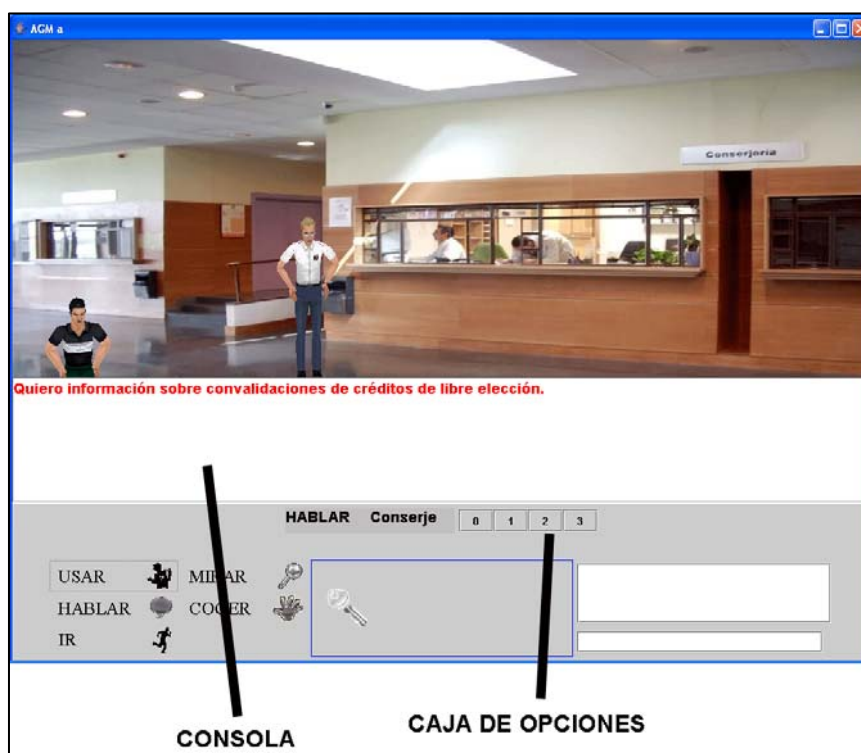 AGM a
Conserjería
Quiero información sobre convalidaciones de créditos de libre elección.
HABLAR Conserje 0 1 2 3
USAR MIRAR
HABLAR COGER
IR
CONSOLA
CAJA DE OPCIONES